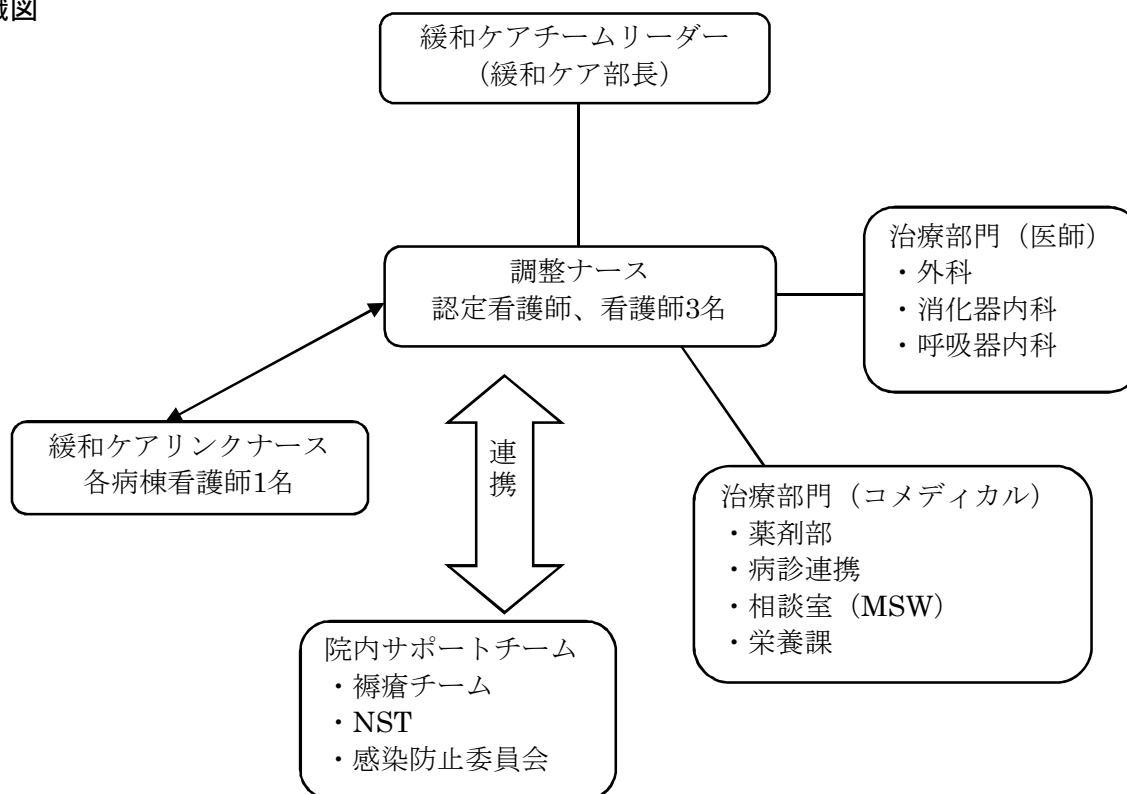 図
緩和ケアチームリーダー
（緩和ケア部長）
調整ナース
認定看護師、看護師3名
治療部門（医師）
・外科
・消化器内科
・呼吸器内科
緩和ケアリンクナース
各病棟看護師1名
連携
治療部門（コメディカル）
・薬剤部
・病診連携
・相談室（MSW）
・栄養課
院内サポートチーム
・褥瘡チーム
・NST
・感染防止委員会